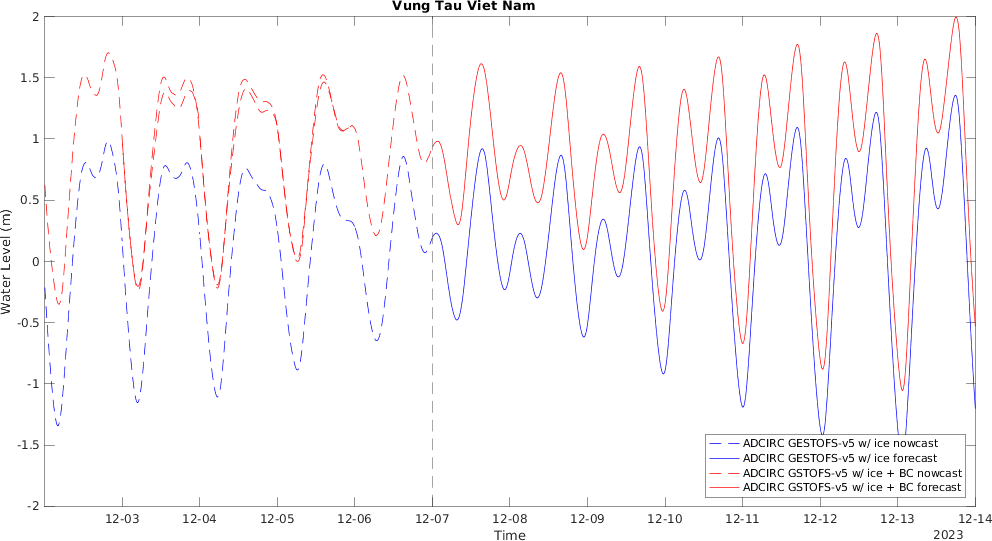 Vung Tau Viet Nam
2
1.5
1
0.5
0
-0.5
-1
-1.5
-2
Water Level (m)
ADCIRC GESTOFS-v5 w/ ice nowcast
ADCIRC GESTOFS-v5 w/ ice forecast
ADCIRC GSTOFS-v5 w/ ice + BC nowcast
ADCIRC GSTOFS-v5 w/ ice + BC forecast
12-03 12-04 12-05 12-06 12-07 12-08 12-09 12-10 12-11 12-12 12-13 12-14
Time
2023